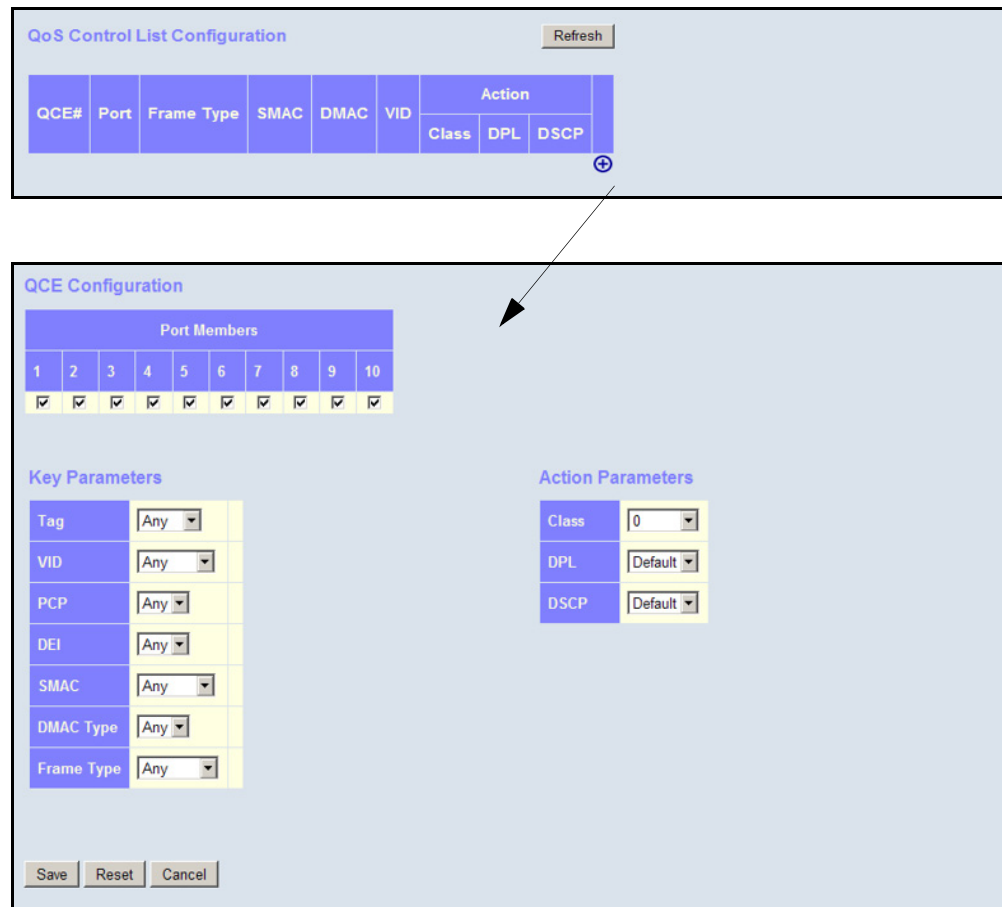 QoS Control List Configuration
Refresh
QCE# Port Frame Type SMAC DMAC VID Action
Class DPL DSCP
QCE Configuration
Port Members
1 2 3 4 5 6 7 8 9 10
Key Parameters
Tag Any
VID Any
PCP Any
DEI Any
SMAC Any
DMAC Type Any
Frame Type Any
Action Parameters
Class 0
DPL Default
DSCP Default
Save Reset Cancel